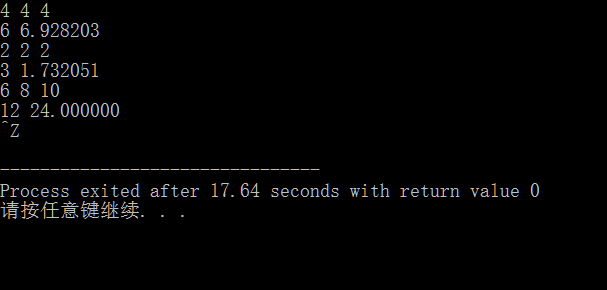 4 4 4
6 6.928203
2 2 2
3 1.732051
6 8 10
12 24.000000
^Z
--------------------------------
Process exited after 17.64 seconds with return value 0
请按任意键继续. . .